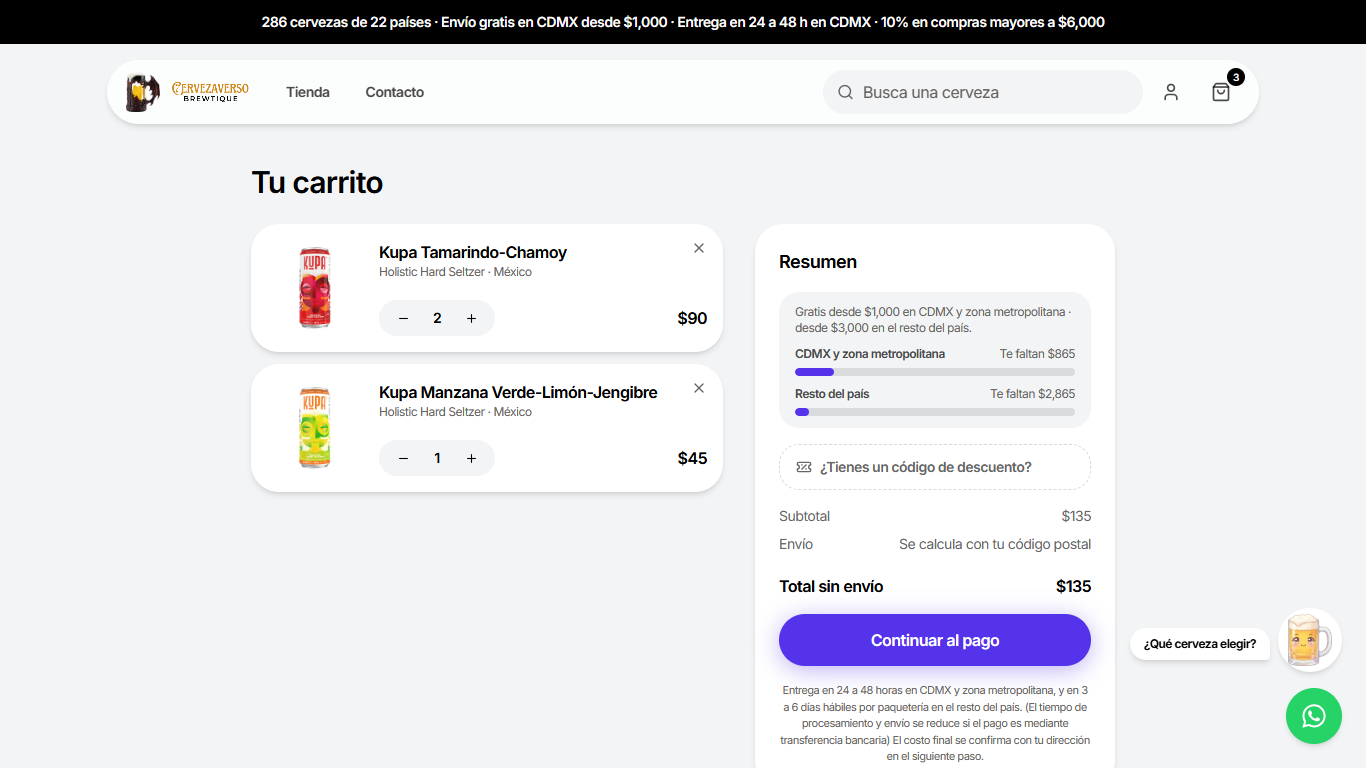 286 cervezas de 22 países · Envío gratis en CDMX desde $1,000 · Entrega en 24 a 48 h en CDMX · 10% en compras mayores a $6,000
CERVEZAVERSO
BREWTIQUE
Tienda
Contacto
Busca una cerveza
3
Tu carrito
KUPA
Kupa Tamarindo-Chamoy
Holistic Hard Seltzer · México
− 2 +
$90
KUPA
Kupa Manzana Verde-Limón-Jengibre
Holistic Hard Seltzer · México
− 1 +
$45
Resumen
Gratis desde $1,000 en CDMX y zona metropolitana ·
desde $3,000 en el resto del país.
CDMX y zona metropolitana Te faltan $865
Resto del país Te faltan $2,865
¿Tienes un código de descuento?
Subtotal $135
Envío Se calcula con tu código postal
Total sin envío $135
Continuar al pago
Entrega en 24 a 48 horas en CDMX y zona metropolitana, y en 3
a 6 días hábiles por paquetería en el resto del país. (El tiempo de
procesamiento y envío se reduce si el pago es mediante
transferencia bancaria) El costo final se confirma con tu dirección
en el siguiente paso.
¿Qué cerveza elegir?